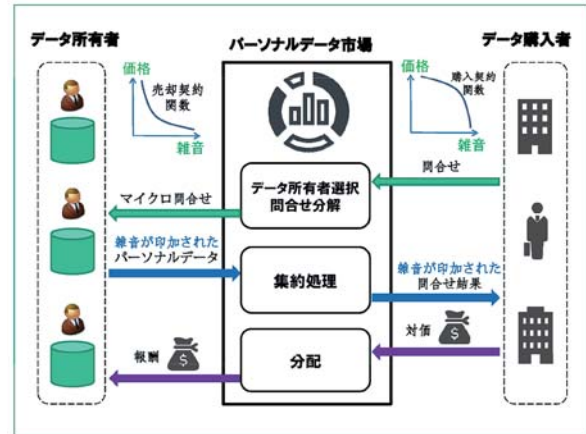 データ所有者
パーソナルデータ市場
データ購入者
価格
売却契約
関数
雑音
価格
購入契約
関数
雑音
問合せ
データ所有者選択
問合せ分解
マイクロ問合せ
雑音が印加された
パーソナルデータ
集約処理
雑音が印加された
問合せ結果
対価
$
分配
報酬
$